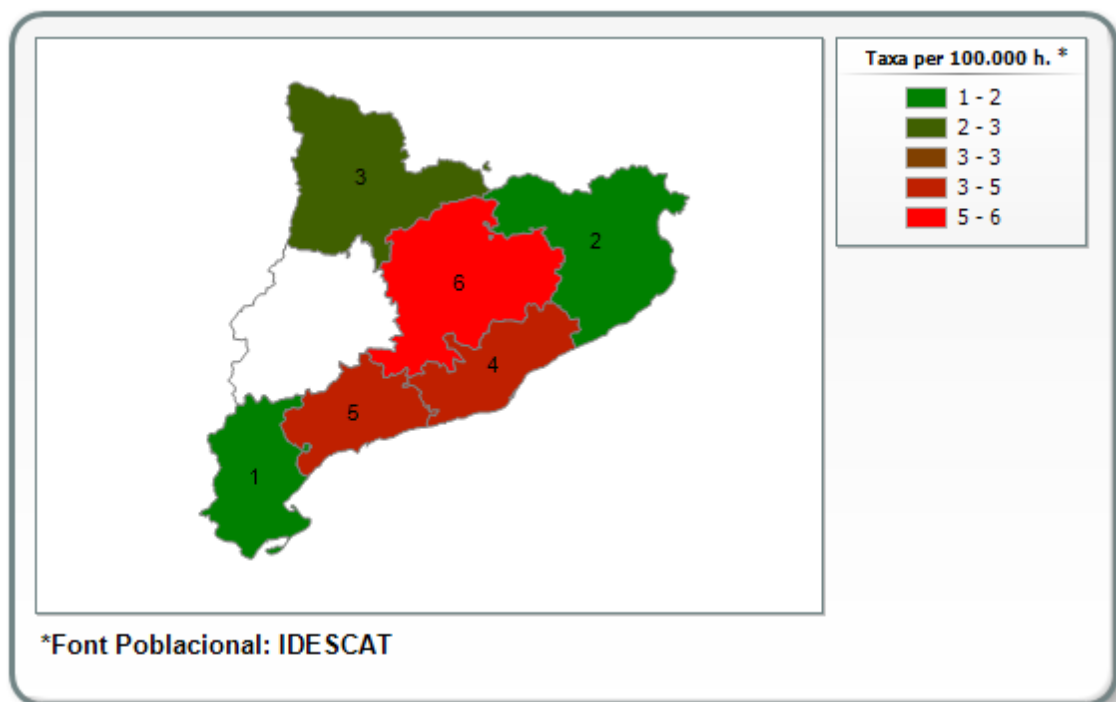 Taxa per 100.000 h. *
1 - 2
2 - 3
3 - 3
3 - 5
5 - 6
3
2
6
4
5
1
*Font Poblacional: IDESCAT